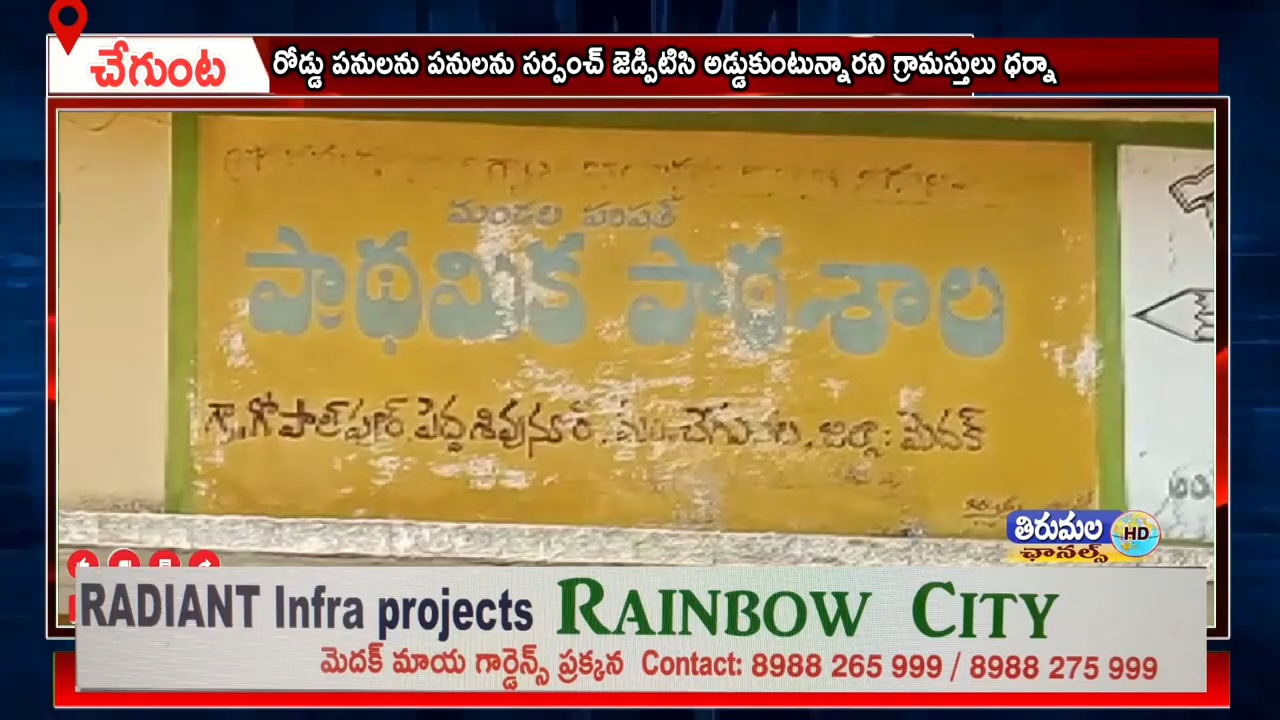 చేగుంట
రోడ్డు పనులను పనులను సర్పంచ్ జెడ్పిటిసి అడ్డుకుంటున్నారని గ్రామస్తులు ధర్నా
మండల పరిషత్
ప్రాథమిక పాఠశాల
గ్రా, గోపాల్‌పూర్, పెద్దశివునూర్, మం: చేగుంట, జిల్లా: మెదక్
తిరుమల
HD
ఛానల్స్
RADIANT Infra projects RAINBOW CITY
మెదక్ మాయ గార్డెన్స్ ప్రక్కన Contact: 8988 265 999 / 8988 275 999